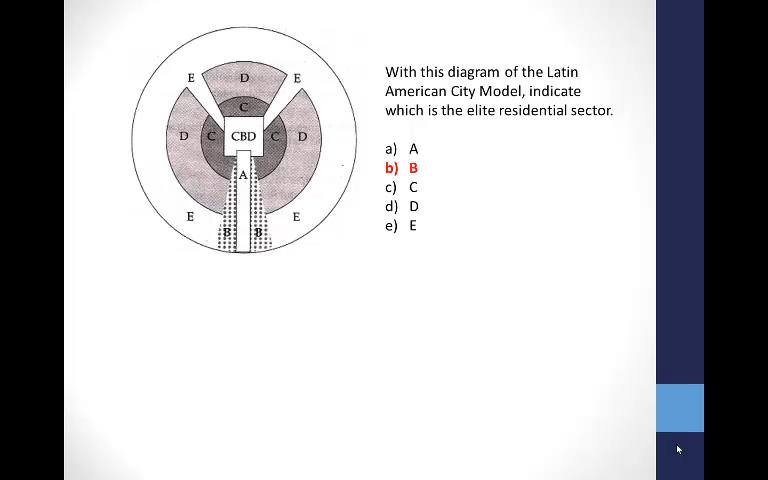 E D E
C
D C CBD C D
A
E E
B B
With this diagram of the Latin
American City Model, indicate
which is the elite residential sector.
a) A
b) B
c) C
d) D
e) E